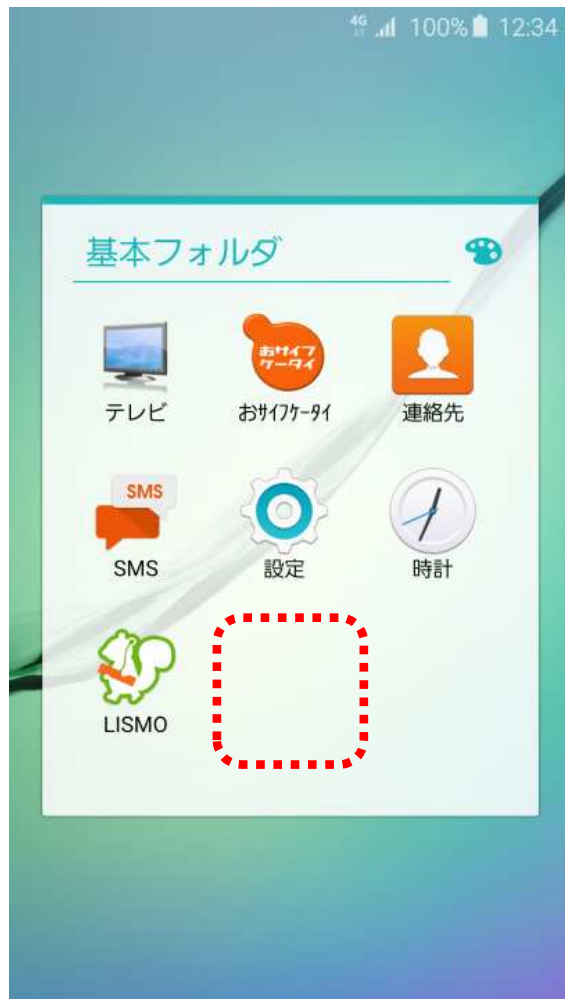 4G 100% 12:34
基本フォルダ
おサイフ
ケータイ
テレビ おサイフケータイ 連絡先
SMS
SMS 設定 時計
LISMO